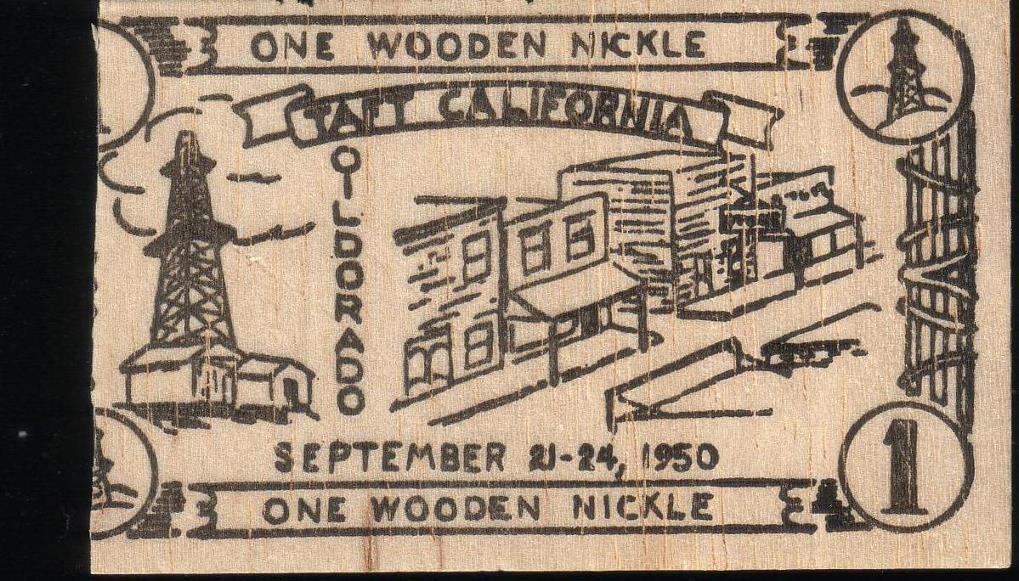 ONE WOODEN NICKLE
TAFT CALIFORNIA
OILDORADO
SEPTEMBER 21-24, 1950
ONE WOODEN NICKLE
1